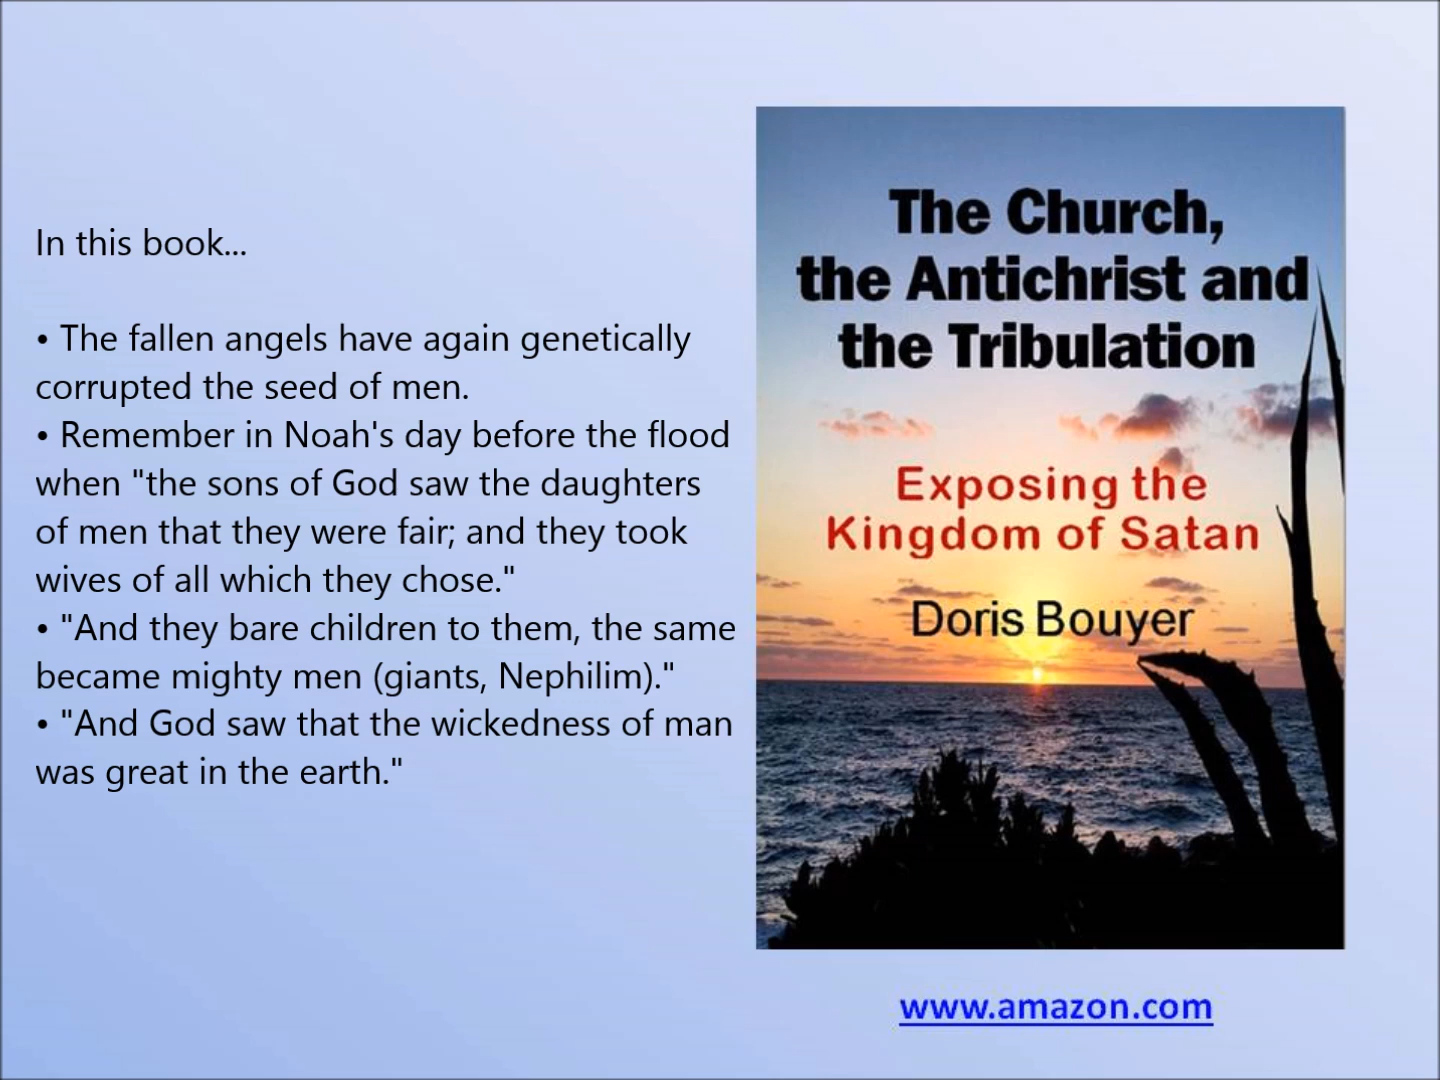 In this book...
• The fallen angels have again genetically
corrupted the seed of men.
• Remember in Noah's day before the flood
when "the sons of God saw the daughters
of men that they were fair; and they took
wives of all which they chose."
• "And they bare children to them, the same
became mighty men (giants, Nephilim)."
• "And God saw that the wickedness of man
was great in the earth."
The Church,
the Antichrist and
the Tribulation
Exposing the
Kingdom of Satan
Doris Bouyer
www.amazon.com